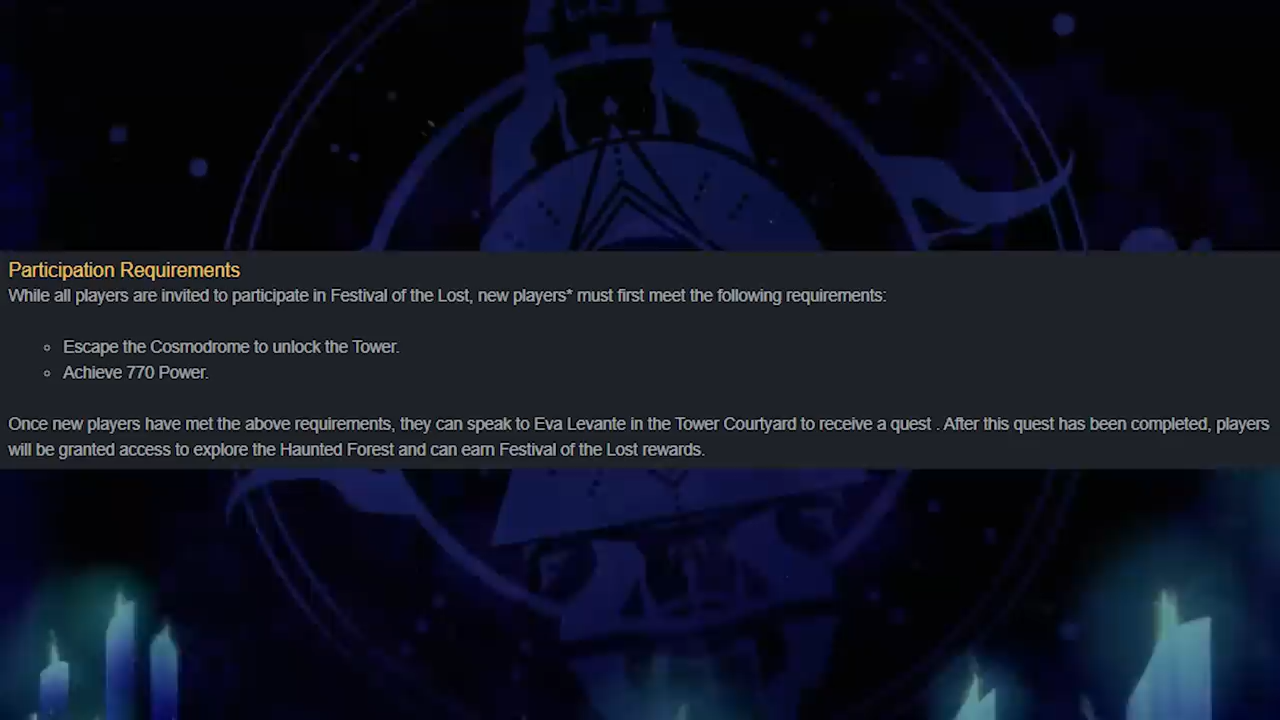 Participation Requirements
While all players are invited to participate in Festival of the Lost, new players* must first meet the following requirements:
◦ Escape the Cosmodrome to unlock the Tower.
◦ Achieve 770 Power.
Once new players have met the above requirements, they can speak to Eva Levante in the Tower Courtyard to receive a quest . After this quest has been completed, players
will be granted access to explore the Haunted Forest and can earn Festival of the Lost rewards.